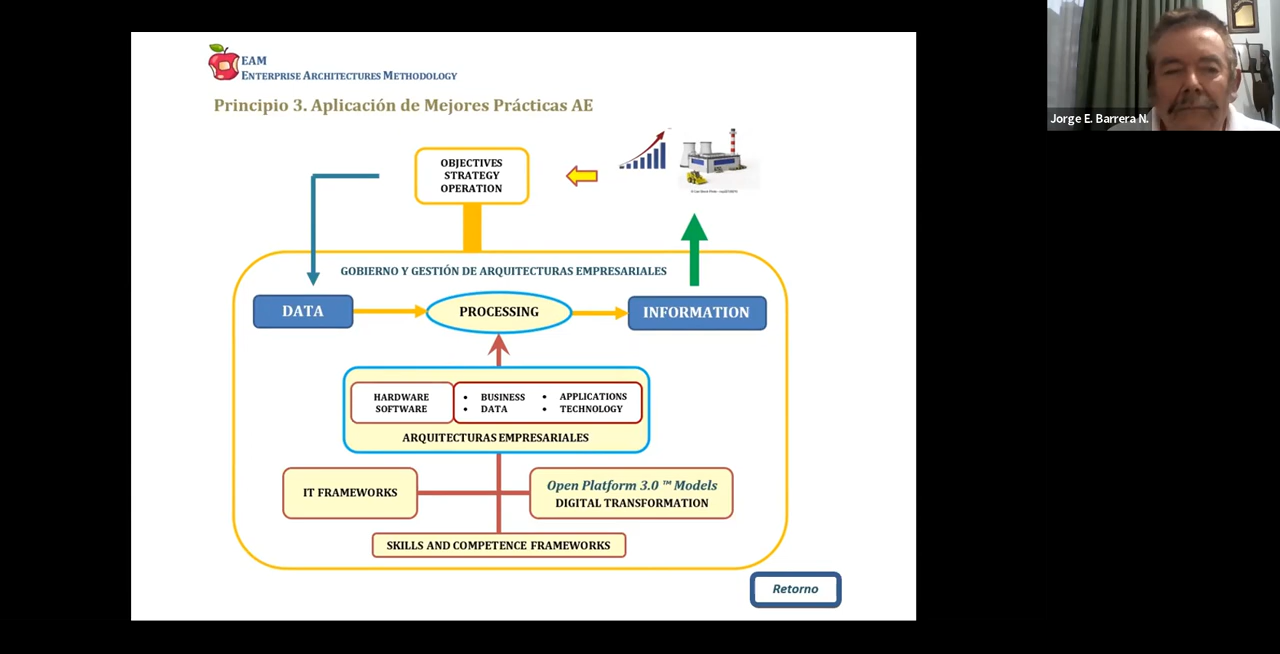 EAM
ENTERPRISE ARCHITECTURES METHODOLOGY
Principio 3. Aplicación de Mejores Prácticas AE
Jorge E. Barrera N.
OBJECTIVES
STRATEGY
OPERATION
GOBIERNO Y GESTIÓN DE ARQUITECTURAS EMPRESARIALES
DATA
PROCESSING
INFORMATION
HARDWARE
SOFTWARE
• BUSINESS
• DATA
• APPLICATIONS
• TECHNOLOGY
ARQUITECTURAS EMPRESARIALES
IT FRAMEWORKS
Open Platform 3.0 ™ Models
DIGITAL TRANSFORMATION
SKILLS AND COMPETENCE FRAMEWORKS
Retorno